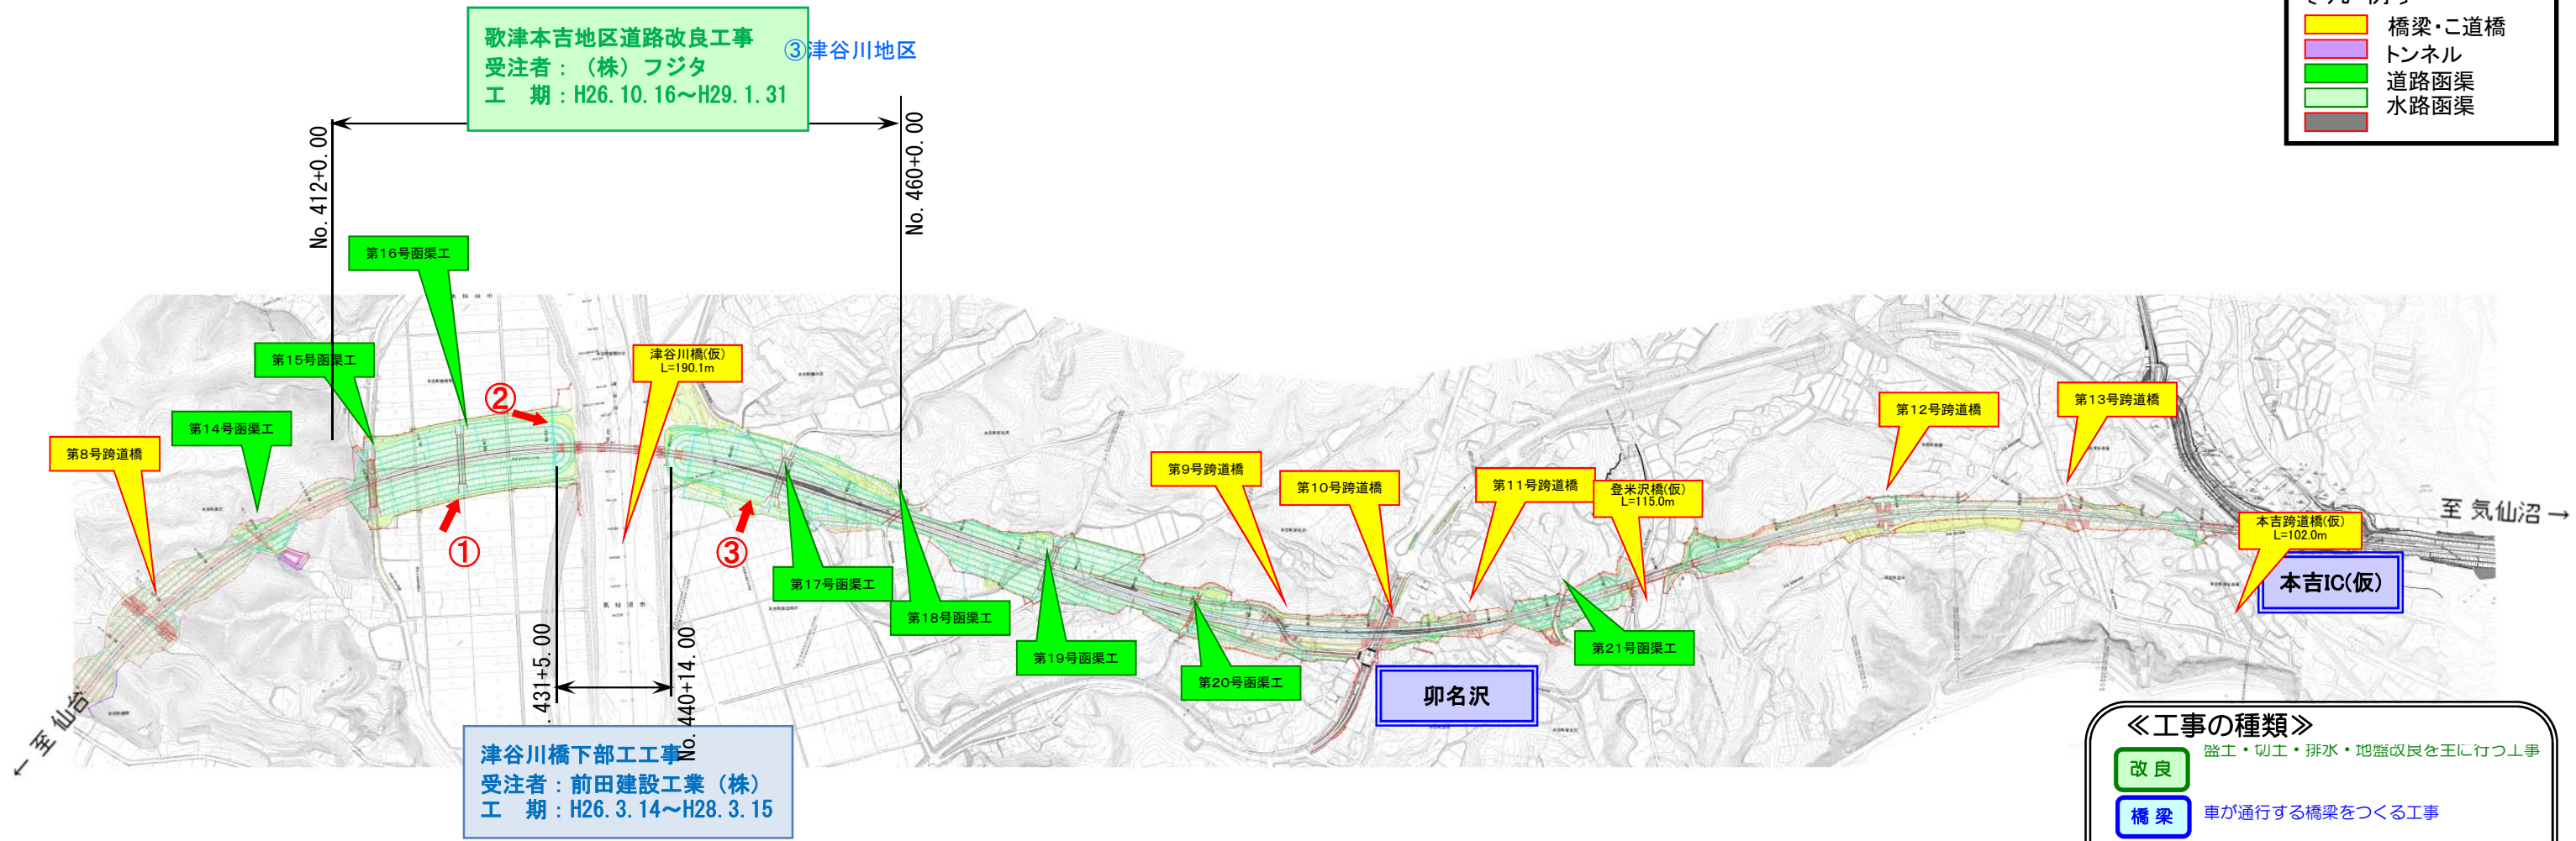 歌津本吉地区道路改良工事
受注者：（株）フジタ
工　期：H26.10.16～H29.1.31
③津谷川地区
橋梁・こ道橋
トンネル
道路函渠
水路函渠
No.412+0.00
No.460+0.00
第16号函渠工
第15号函渠工
第14号函渠工
第8号跨道橋
津谷川橋(仮)
L=190.1m
②
①
③
第17号函渠工
第18号函渠工
第19号函渠工
第20号函渠工
第9号跨道橋
第10号跨道橋
第11号跨道橋
登米沢橋(仮)
L=115.0m
第21号函渠工
第12号跨道橋
第13号跨道橋
本吉跨道橋(仮)
L=102.0m
至 気仙沼→
本吉IC(仮)
卯名沢
←至 仙台
.431+5.00
No.440+14.00
津谷川橋下部工工事
受注者：前田建設工業（株）
工　期：H26.3.14～H28.3.15
≪工事の種類≫
改良
盛土・切土・排水・地盤改良を主に行う工事
橋梁
車が通行する橋梁をつくる工事